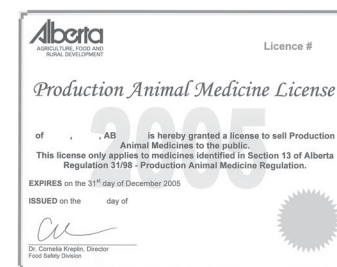 Alberta
AGRICULTURE, FOOD AND
RURAL DEVELOPMENT
Licence #
Production Animal Medicine License
2005
of , , AB is hereby granted a license to sell Production
Animal Medicines to the public.
This license only applies to medicines identified in Section 13 of Alberta
Regulation 31/98 - Production Animal Medicine Regulation.
EXPIRES on the 31st day of December 2005
ISSUED on the day of
Dr. Cornelia Kreplin, Director
Food Safety Division